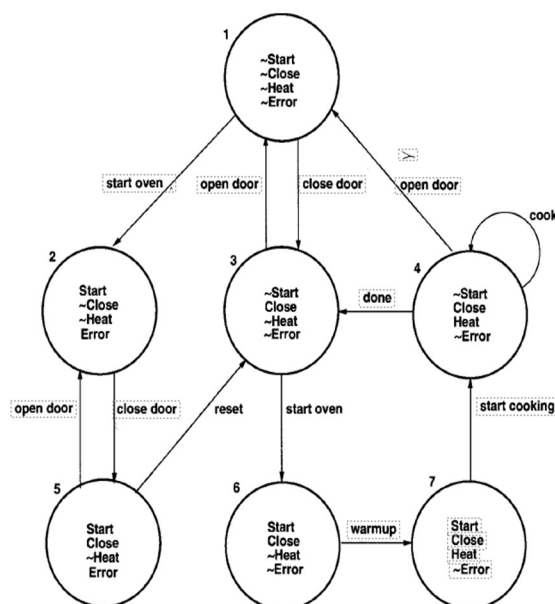 1
~Start
~Close
~Heat
~Error
start oven
open door
close door
open door
cook
2
Start
~Close
~Heat
Error
3
~Start
Close
~Heat
~Error
done
4
~Start
Close
Heat
~Error
open door
close door
reset
start oven
start cooking
5
Start
Close
~Heat
Error
6
Start
Close
~Heat
~Error
warmup
7
Start
Close
Heat
~Error